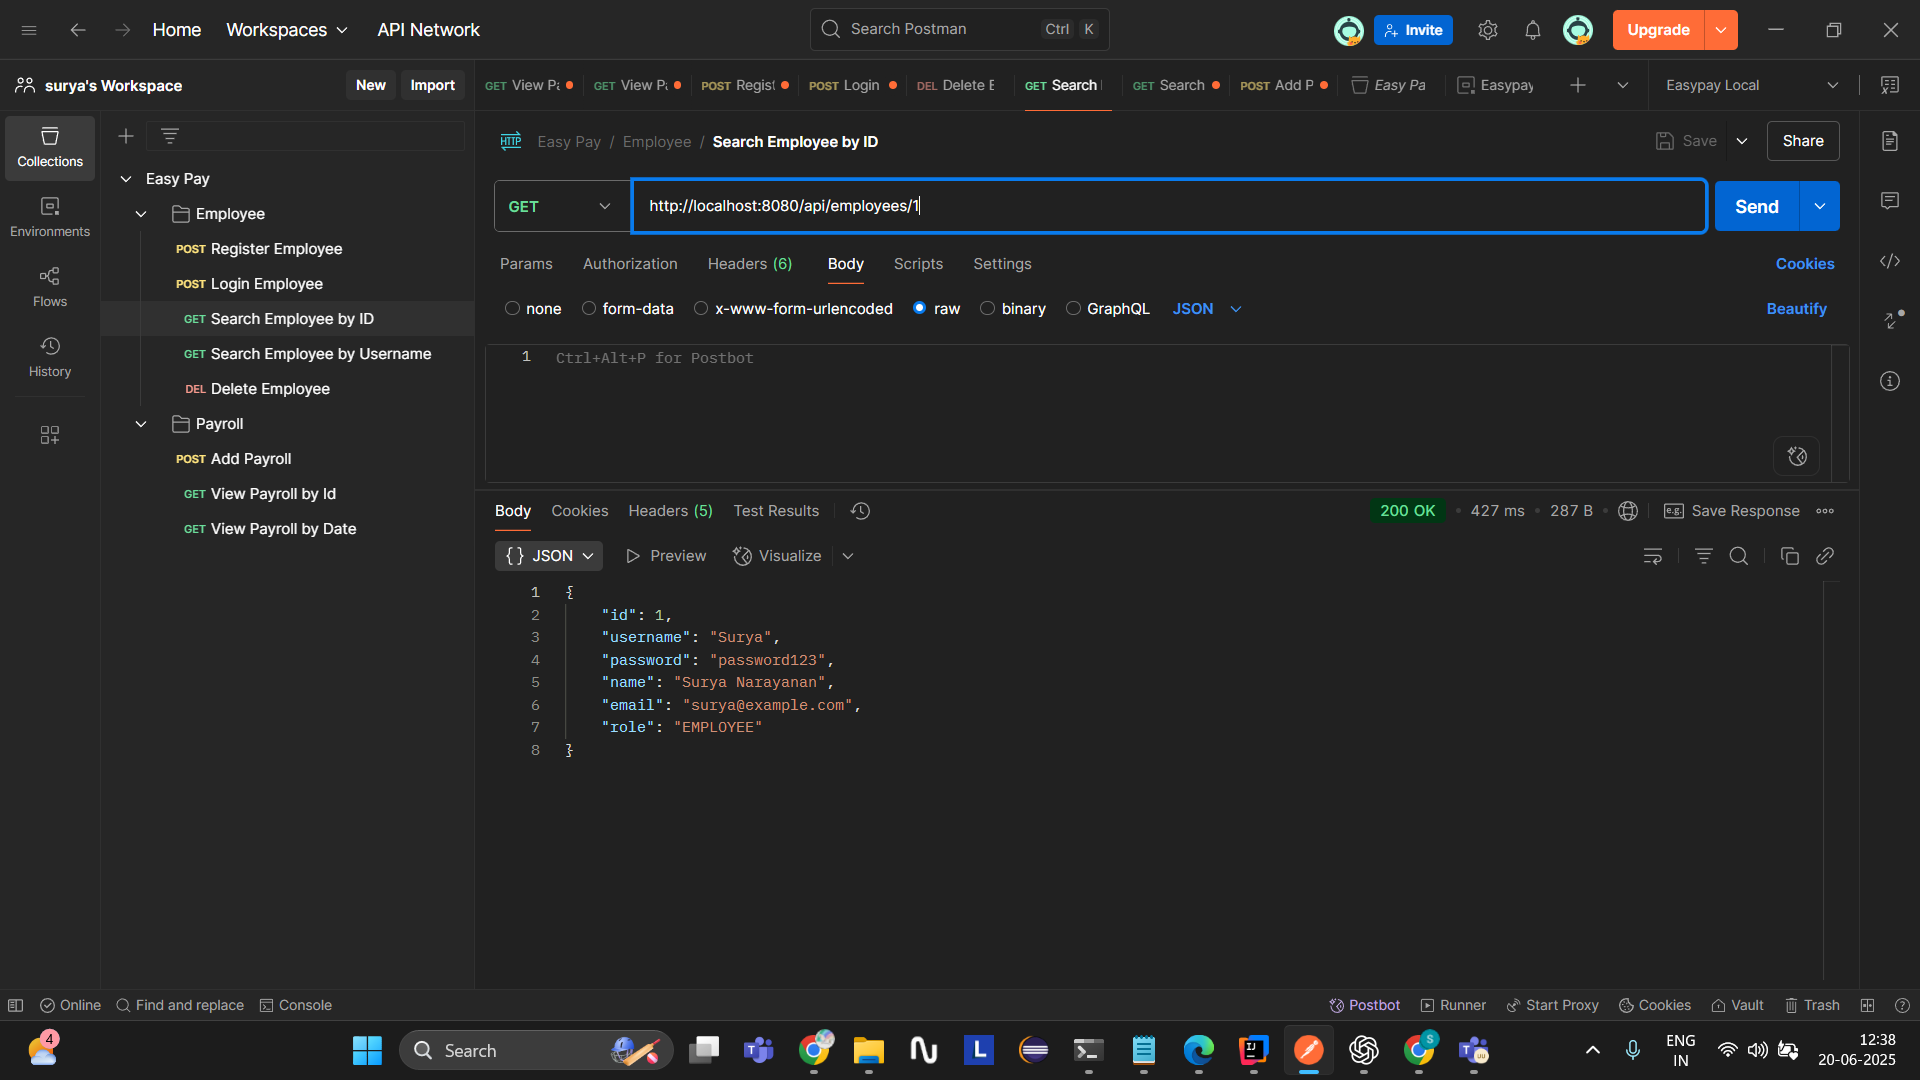 Home
Workspaces
API Network
Search Postman
Ctrl
K
Invite
Upgrade
surya's Workspace
New
Import
GET View Pa
GET View Pa
POST Regist
POST Login
DEL Delete E
GET Search
GET Search
POST Add P
Easy Pa
Easypay
Easypay Local
Collections
Environments
Flows
History
Easy Pay
Employee
POST Register Employee
POST Login Employee
GET Search Employee by ID
GET Search Employee by Username
DEL Delete Employee
Payroll
POST Add Payroll
GET View Payroll by Id
GET View Payroll by Date
HTTP
Easy Pay / Employee / Search Employee by ID
Save
Share
GET
http://localhost:8080/api/employees/1
Send
Params
Authorization
Headers (6)
Body
Scripts
Settings
Cookies
none
form-data
x-www-form-urlencoded
raw
binary
GraphQL
JSON
Beautify
1
Ctrl+Alt+P for Postbot
Body
Cookies
Headers (5)
Test Results
200 OK
427 ms
287 B
e.g.
Save Response
{} JSON
Preview
Visualize
1 {
2 "id": 1,
3 "username": "Surya",
4 "password": "password123",
5 "name": "Surya Narayanan",
6 "email": "surya@example.com",
7 "role": "EMPLOYEE"
8 }
Online
Find and replace
Console
Postbot
Runner
Start Proxy
Cookies
Vault
Trash
4
Search
L
IJ
S
ENG
IN
12:38
20-06-2025